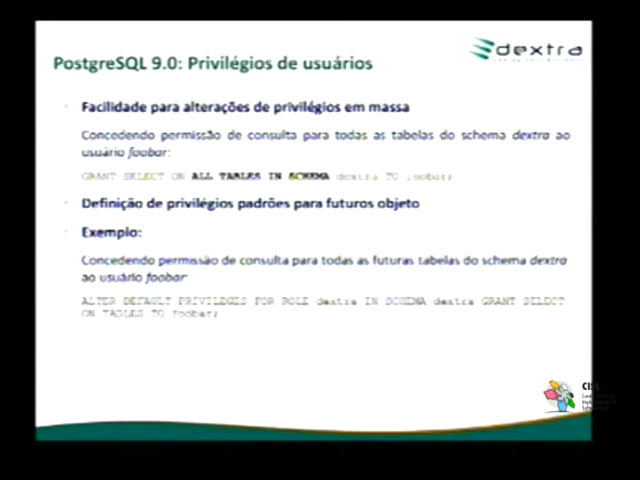 dextra
PostgreSQL 9.0: Privilégios de usuários
Facilidade para alterações de privilégios em massa
Concedendo permissão de consulta para todas as tabelas do schema dextra ao
usuário foobar:
GRANT SELECT ON ALL TABLES IN SCHEMA dextra TO foobar;
Definição de privilégios padrões para futuros objeto
Exemplo:
Concedendo permissão de consulta para todas as futuras tabelas do schema dextra
ao usuário foobar
ALTER DEFAULT PRIVILEGES FOR ROLE dextra IN SCHEMA dextra GRANT SELECT
ON TABLES TO foobar;
CISL